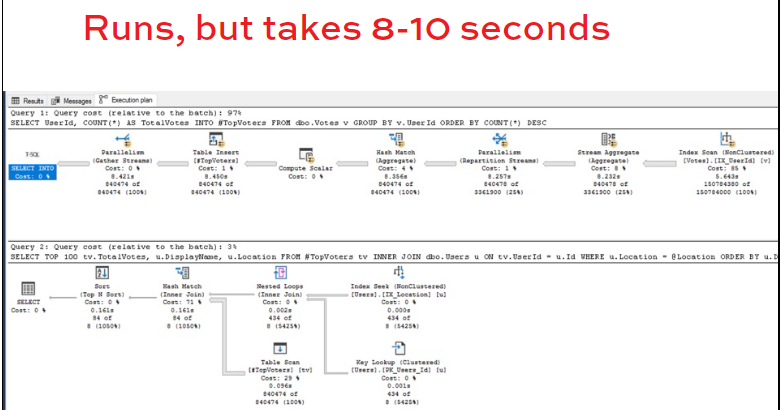 Runs, but takes 8-10 seconds
Results Messages Execution plan
Query 1: Query cost (relative to the batch): 97%
SELECT UserId, COUNT(*) AS TotalVotes INTO #TopVoters FROM dbo.Votes v GROUP BY v.UserId ORDER BY COUNT(*) DESC
T-SQL
SELECT INTO
Cost: 0 %
Parallelism
(Gather Streams)
Cost: 1 %
8.421s
840474 of
840474 (100%)
Table Insert
[#TopVoters]
Cost: 1 %
8.450s
840474 of
840474 (100%)
Compute Scalar
Cost: 0 %
Hash Match
(Aggregate)
Cost: 4 %
8.356s
840474 of
840474 (100%)
Parallelism
(Repartition Streams)
Cost: 1 %
8.257s
840478 of
3361900 (25%)
Stream Aggregate
(Aggregate)
Cost: 8 %
8.232s
840478 of
3361900 (25%)
Index Scan (NonClustered)
[Votes].[IX_UserId] [v]
Cost: 85 %
5.643s
150784380 of
150784000 (100%)
Query 2: Query cost (relative to the batch): 3%
SELECT TOP 100 tv.TotalVotes, u.DisplayName, u.Location FROM #TopVoters tv INNER JOIN dbo.Users u ON tv.UserId = u.Id WHERE u.Location = @Location ORDER BY u.D
SELECT
Cost: 0 %
Sort
(Top N Sort)
Cost: 0 %
0.161s
84 of
8 (1050%)
Hash Match
(Inner Join)
Cost: 71 %
0.161s
84 of
8 (1050%)
Nested Loops
(Inner Join)
Cost: 0 %
0.002s
434 of
8 (5425%)
Index Seek (NonClustered)
[Users].[IX_Location] [u]
Cost: 0 %
0.000s
434 of
8 (5425%)
Table Scan
[#TopVoters] [tv]
Cost: 29 %
0.096s
840474 of
840474 (100%)
Key Lookup (Clustered)
[Users].[PK_Users_Id] [u]
Cost: 0 %
0.001s
434 of
8 (5425%)